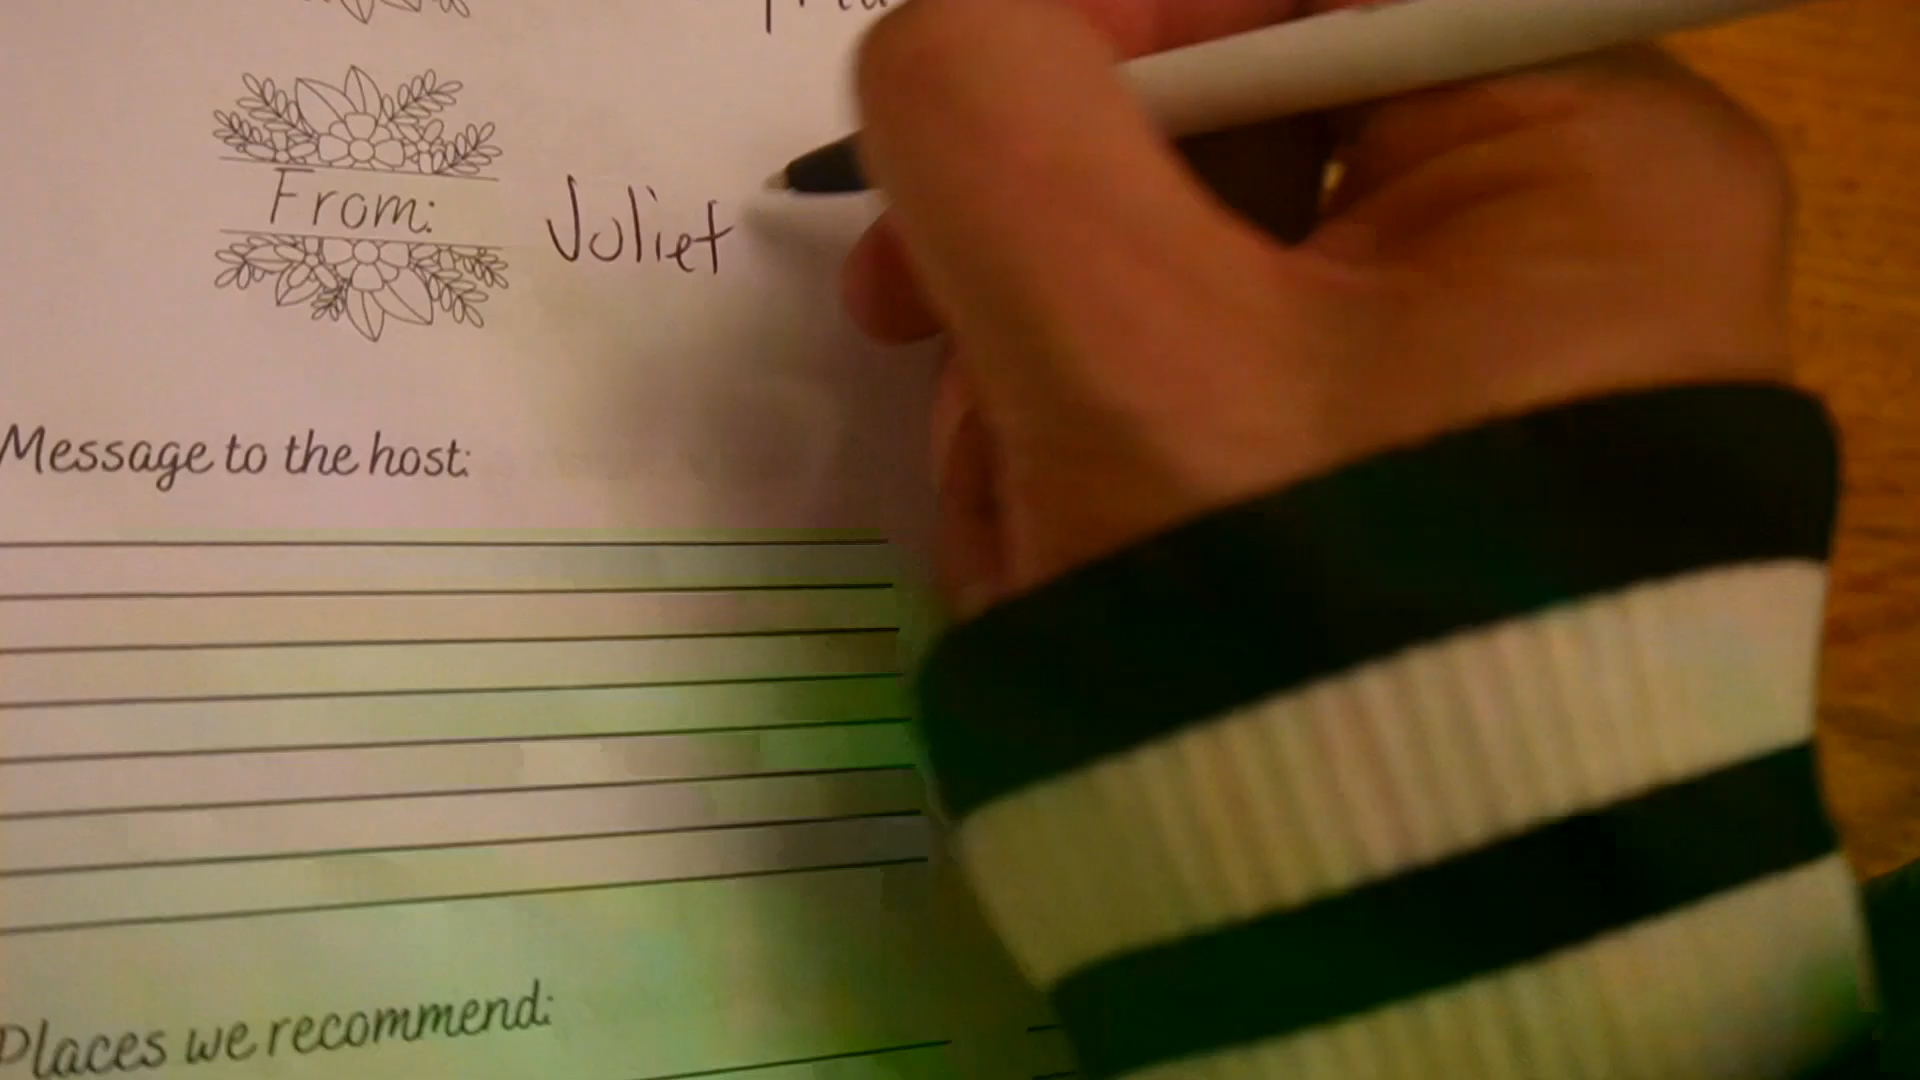 From: Juliet
Message to the host:
Places we recommend: